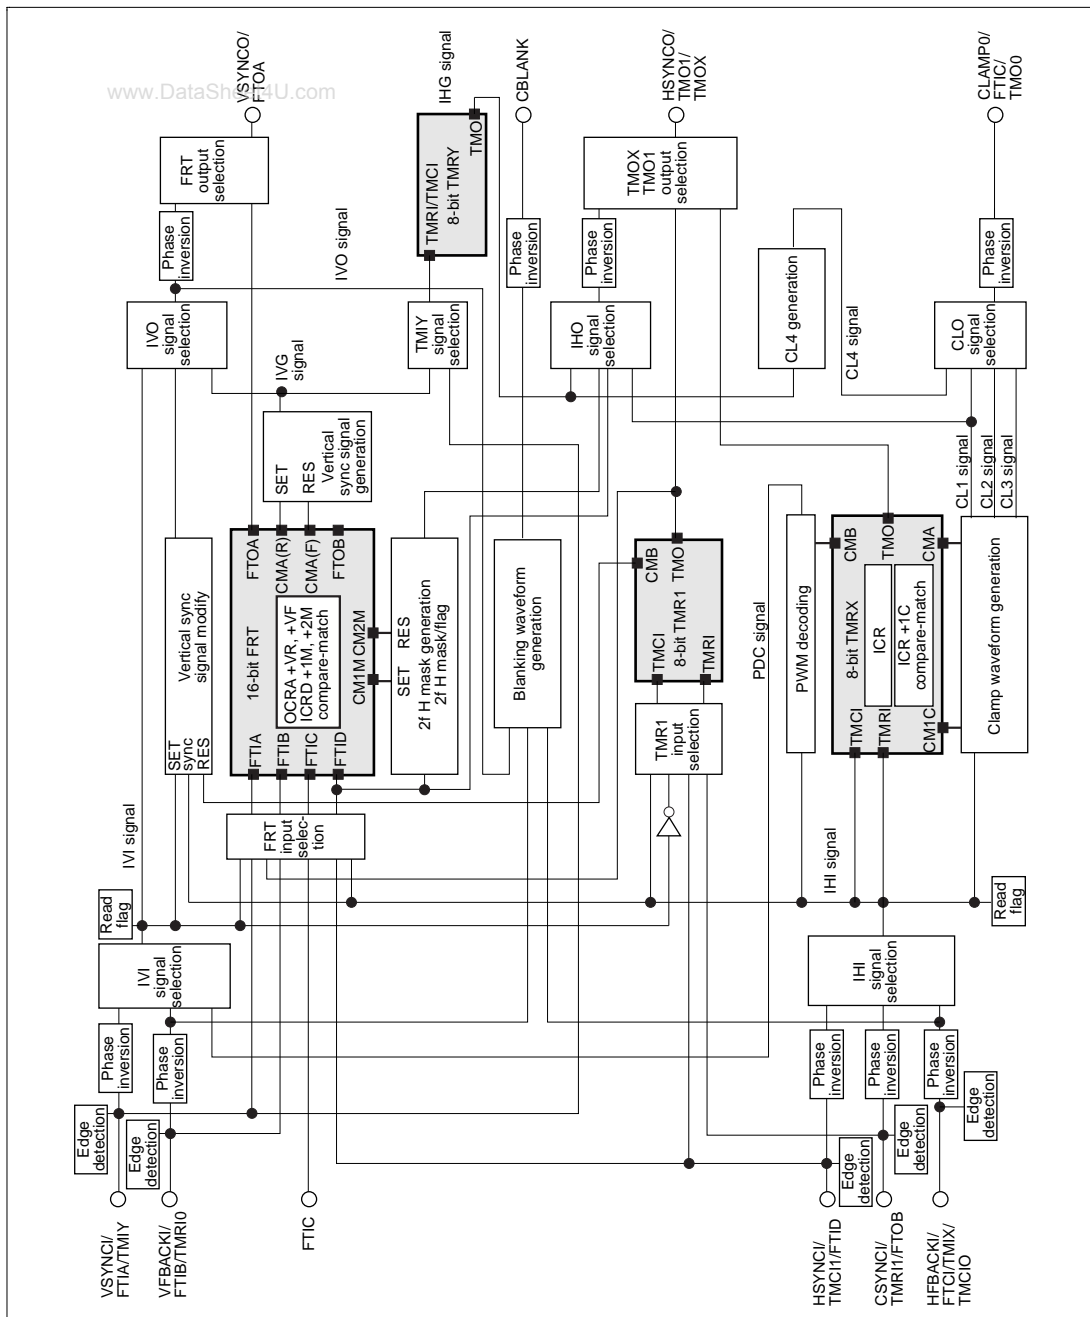 www.DataSheet4U.com
VSYNCO/
FTOA
IHG signal
CBLANK
HSYNCO/
TMO1/
TMOX
CLAMP0/
FTIC/
TMO0
FRT
output
selection
TMRI/TMCI
8-bit TMRY
TMO
TMOX
TMO1
output
selection
Phase
inversion
IVO signal
Phase
inversion
Phase
inversion
Phase
inversion
IVO
signal
selection
TMIY
signal
selection
IHO
signal
selection
CL4 generation
CL4 signal
CLO
signal
selection
IVG
signal
SET
RES
Vertical
sync signal
generation
CL1 signal
CL2 signal
CL3 signal
Vertical sync
signal modify
SET
sync
RES
16-bit FRT
FTOA
CMA(R)
CMA(F)
FTOB
OCRA +VR, +VF
ICRD +1M, +2M
compare-match
CM1M CM2M
FTIA
FTIB
FTIC
FTID
SET RES
2f H mask generation
2f H mask/flag
Blanking waveform
generation
CMB
TMO
8-bit TMR1
TMCI
TMRI
PDC signal
PWM decoding
CMB
TMO
CMA
8-bit TMRX
ICR
ICR +1C
compare-match
TMCI
TMRI
CM1C
Clamp waveform generation
TMR1
input
selection
FRT
input
selec-
tion
IVI signal
IHI signal
Read
flag
Read
flag
IVI
signal
selection
IHI
signal
selection
Phase
inversion
Phase
inversion
Phase
inversion
Phase
inversion
Phase
inversion
Edge
detection
Edge
detection
Edge
detection
Edge
detection
Edge
detection
VSYNCI/
FTIA/TMIY
VFBACKI/
FTIB/TMRI0
FTIC
HSYNCI/
TMCI1/FTID
CSYNCI/
TMRI1/FTOB
HFBACKI/
FTCI/TMIX/
TMCIO